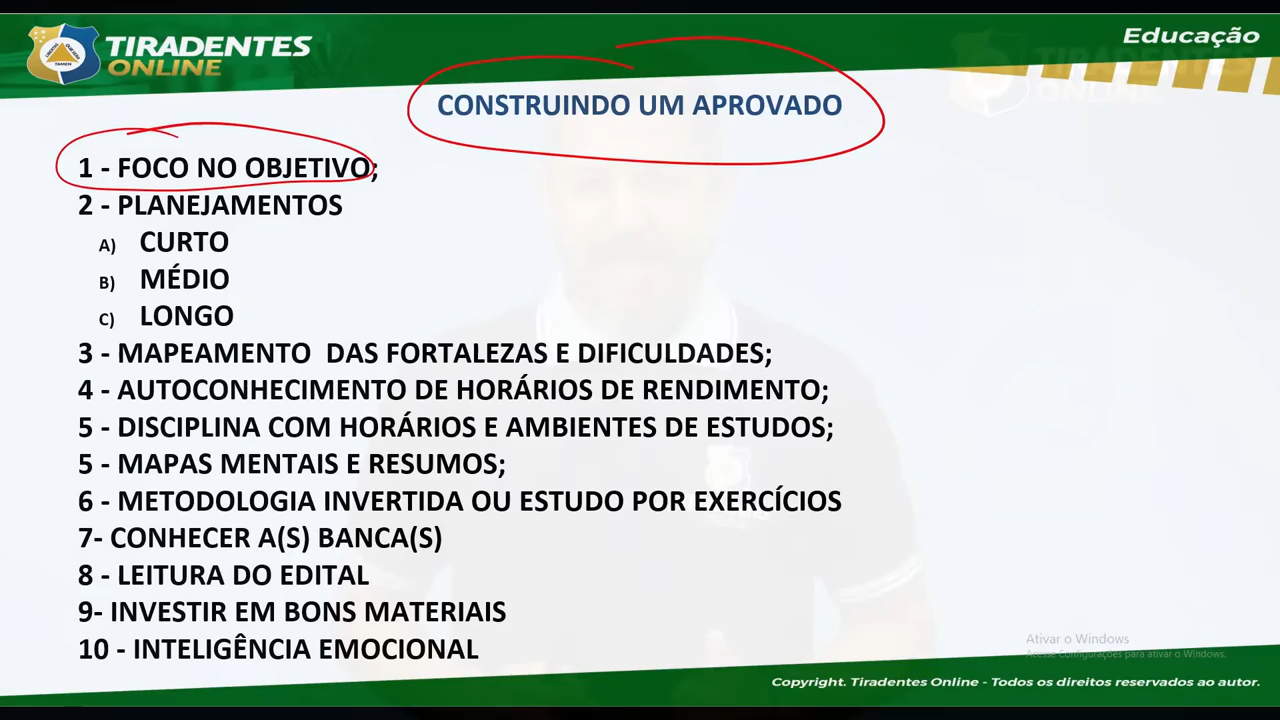 TIRADENTES
ONLINE
Educação
CONSTRUINDO UM APROVADO
1 - FOCO NO OBJETIVO;
2 - PLANEJAMENTOS
A) CURTO
B) MÉDIO
C) LONGO
3 - MAPEAMENTO DAS FORTALEZAS E DIFICULDADES;
4 - AUTOCONHECIMENTO DE HORÁRIOS DE RENDIMENTO;
5 - DISCIPLINA COM HORÁRIOS E AMBIENTES DE ESTUDOS;
5 - MAPAS MENTAIS E RESUMOS;
6 - METODOLOGIA INVERTIDA OU ESTUDO POR EXERCÍCIOS
7- CONHECER A(S) BANCA(S)
8 - LEITURA DO EDITAL
9- INVESTIR EM BONS MATERIAIS
10 - INTELIGÊNCIA EMOCIONAL
Ativar o Windows
Acesse Configurações para ativar o Windows.
Copyright. Tiradentes Online - Todos os direitos reservados ao autor.